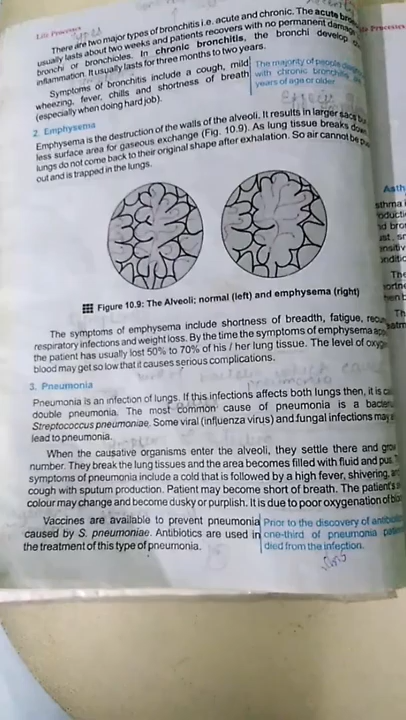 Life Processes
There are two major types of bronchitis i.e. acute and chronic. The acute
usually lasts about two weeks and patients recovers with no permanent
bronchi or bronchioles. In chronic bronchitis, the bronchi develop
inflammation. It usually lasts for three months to two years.
Symptoms of bronchitis include a cough, mild
wheezing, fever, chills and shortness of breath
(especially when doing hard job).
The majority of people
with chronic bronchitis
years of age or older
2. Emphysema
Emphysema is the destruction of the walls of the alveoli. It results in larger sacs
less surface area for gaseous exchange (Fig. 10.9). As lung tissue breaks down
lungs do not come back to their original shape after exhalation. So air cannot be
out and is trapped in the lungs.
Figure 10.9: The Alveoli; normal (left) and emphysema (right)
The symptoms of emphysema include shortness of breath, fatigue,
respiratory infections and weight loss. By the time the symptoms of emphysema
the patient has usually lost 50% to 70% of his / her lung tissue. The level of
blood may get so low that it causes serious complications.
3. Pneumonia
Pneumonia is an infection of lungs. If this infections affects both lungs then, it is
double pneumonia. The most common cause of pneumonia is a
Streptococcus pneumoniae. Some viral (influenza virus) and fungal infections may
lead to pneumonia.
When the causative organisms enter the alveoli, they settle there and
number. They break the lung tissues and the area becomes filled with fluid and pus.
symptoms of pneumonia include a cold that is followed by a high fever, shivering,
cough with sputum production. Patient may become short of breath. The patient's
colour may change and become dusky or purplish. It is due to poor oxygenation of
Vaccines are available to prevent pneumonia
caused by S. pneumoniae. Antibiotics are used in
the treatment of this type of pneumonia.
Prior to the discovery of
one-third of pneumonia
died from the infection.